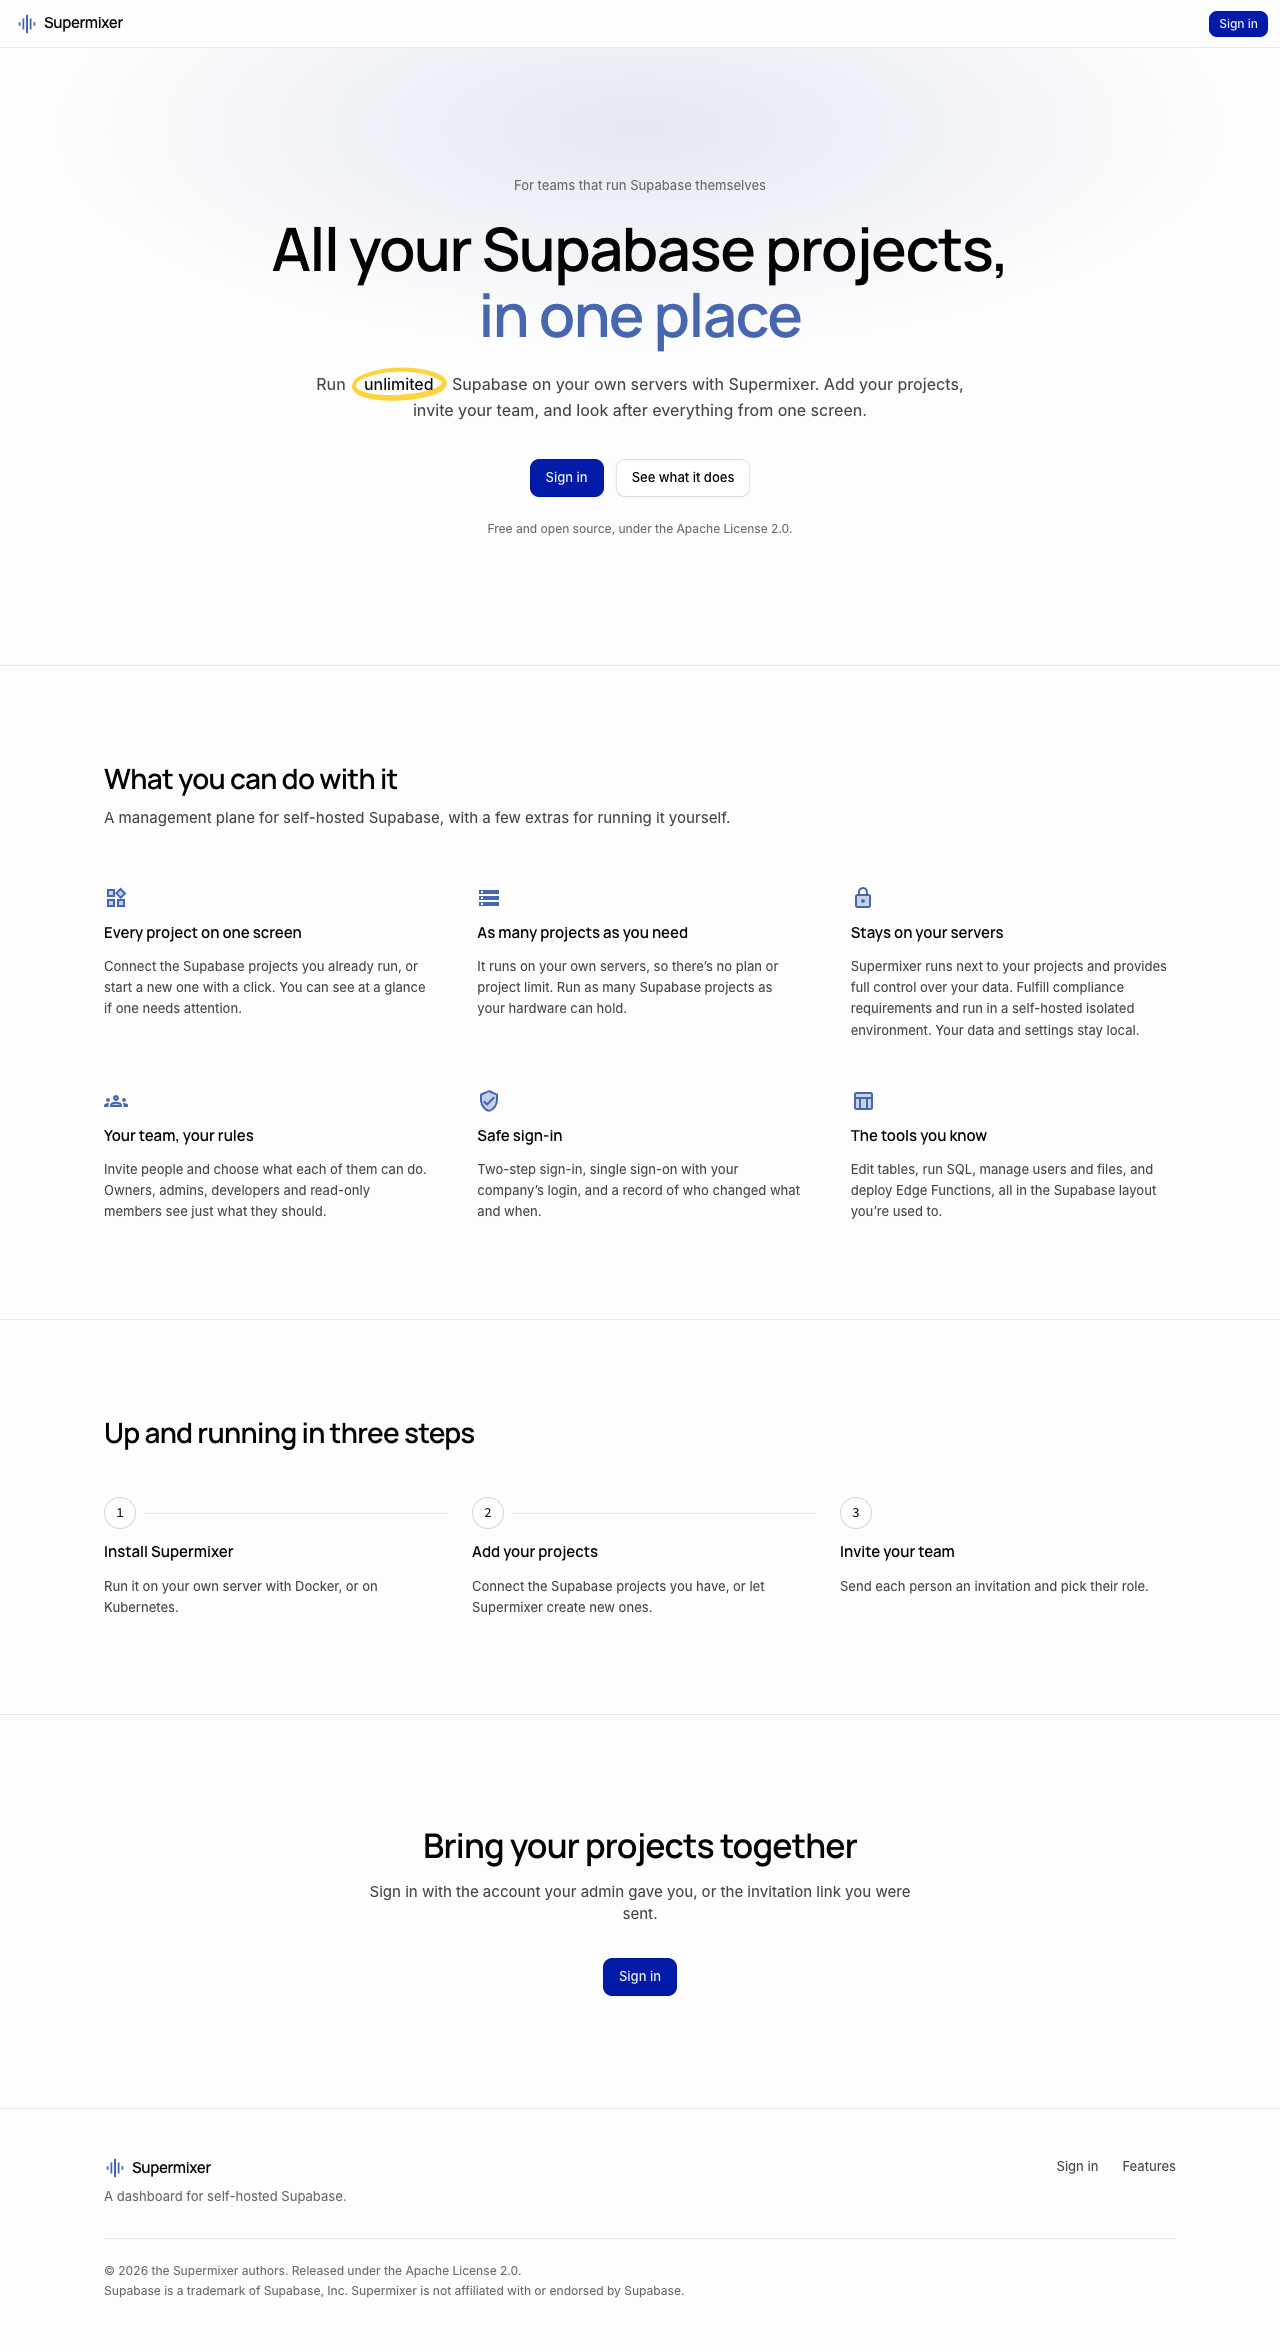 Supermixer
Sign in
For teams that run Supabase themselves
All your Supabase projects,
in one place
Run unlimited Supabase on your own servers with Supermixer. Add your projects,
invite your team, and look after everything from one screen.
Sign in
See what it does
Free and open source, under the Apache License 2.0.
What you can do with it
A management plane for self-hosted Supabase, with a few extras for running it yourself.
Every project on one screen
Connect the Supabase projects you already run, or
start a new one with a click. You can see at a glance
if one needs attention.
As many projects as you need
It runs on your own servers, so there’s no plan or
project limit. Run as many Supabase projects as
your hardware can hold.
Stays on your servers
Supermixer runs next to your projects and provides
full control over your data. Fulfill compliance
requirements and run in a self-hosted isolated
environment. Your data and settings stay local.
Your team, your rules
Invite people and choose what each of them can do.
Owners, admins, developers and read-only
members see just what they should.
Safe sign-in
Two-step sign-in, single sign-on with your
company’s login, and a record of who changed what
and when.
The tools you know
Edit tables, run SQL, manage users and files, and
deploy Edge Functions, all in the Supabase layout
you’re used to.
Up and running in three steps
1
Install Supermixer
Run it on your own server with Docker, or on
Kubernetes.
2
Add your projects
Connect the Supabase projects you have, or let
Supermixer create new ones.
3
Invite your team
Send each person an invitation and pick their role.
Bring your projects together
Sign in with the account your admin gave you, or the invitation link you were
sent.
Sign in
Supermixer
A dashboard for self-hosted Supabase.
Sign in
Features
© 2026 the Supermixer authors. Released under the Apache License 2.0.
Supabase is a trademark of Supabase, Inc. Supermixer is not affiliated with or endorsed by Supabase.